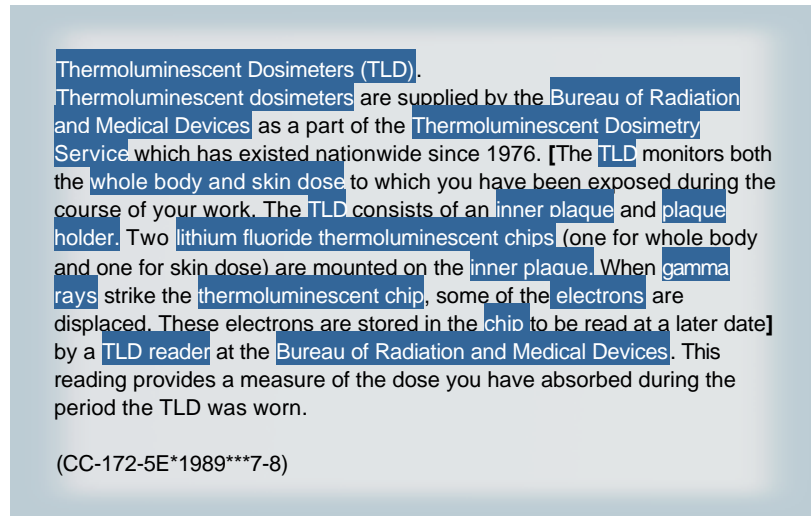 Thermoluminescent Dosimeters (TLD).
Thermoluminescent dosimeters are supplied by the Bureau of Radiation
and Medical Devices as a part of the Thermoluminescent Dosimetry
Service which has existed nationwide since 1976. [The TLD monitors both
the whole body and skin dose to which you have been exposed during the
course of your work. The TLD consists of an inner plaque and plaque
holder. Two lithium fluoride thermoluminescent chips (one for whole body
and one for skin dose) are mounted on the inner plaque. When gamma
rays strike the thermoluminescent chip, some of the electrons are
displaced. These electrons are stored in the chip to be read at a later date]
by a TLD reader at the Bureau of Radiation and Medical Devices. This
reading provides a measure of the dose you have absorbed during the
period the TLD was worn.
(CC-172-5E*1989***7-8)